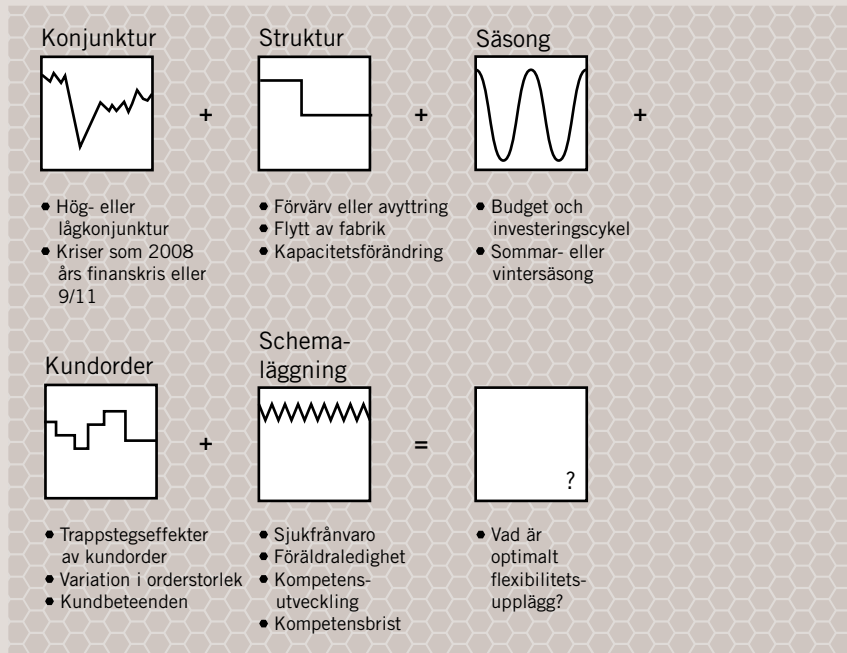 Konjunktur
+
Struktur
+
Säsong
+
• Hög- eller
lågkonjunktur
• Kriser som 2008
års finanskris eller
9/11
• Förvärv eller avyttring
• Flytt av fabrik
• Kapacitetsförändring
• Budget och
investeringscykel
• Sommar- eller
vintersäsong
Kundorder
+
Schema-
läggning
=
?
• Trappstegseffekter
av kundorder
• Variation i orderstorlek
• Kundbeteenden
• Sjukfrånvaro
• Föräldraledighet
• Kompetens-
utveckling
• Kompetensbrist
• Vad är
optimalt
flexibilitets-
upplägg?